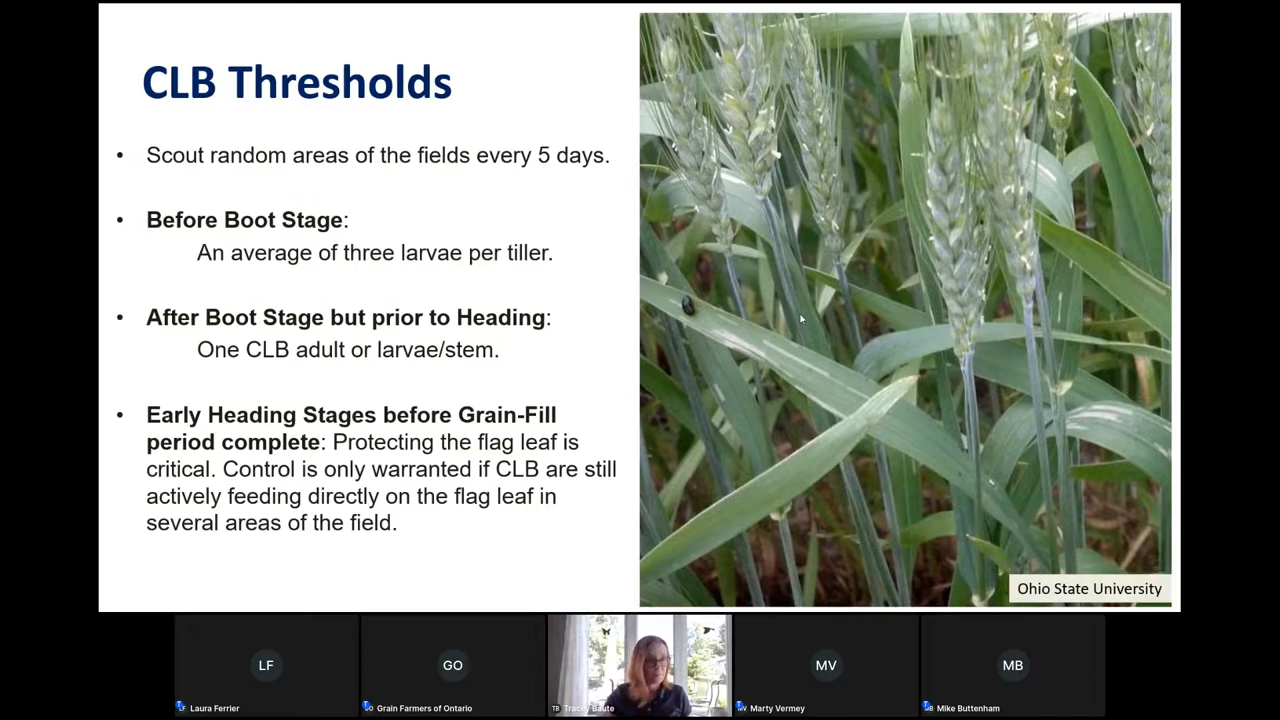 CLB Thresholds
• Scout random areas of the fields every 5 days.
• Before Boot Stage:
An average of three larvae per tiller.
• After Boot Stage but prior to Heading:
One CLB adult or larvae/stem.
• Early Heading Stages before Grain-Fill
period complete: Protecting the flag leaf is
critical. Control is only warranted if CLB are still
actively feeding directly on the flag leaf in
several areas of the field.
Ohio State University
LF
GO
MV
MB
Laura Ferrier
Grain Farmers of Ontario
TB Tracey Baute
Marty Vermey
Mike Buttenham